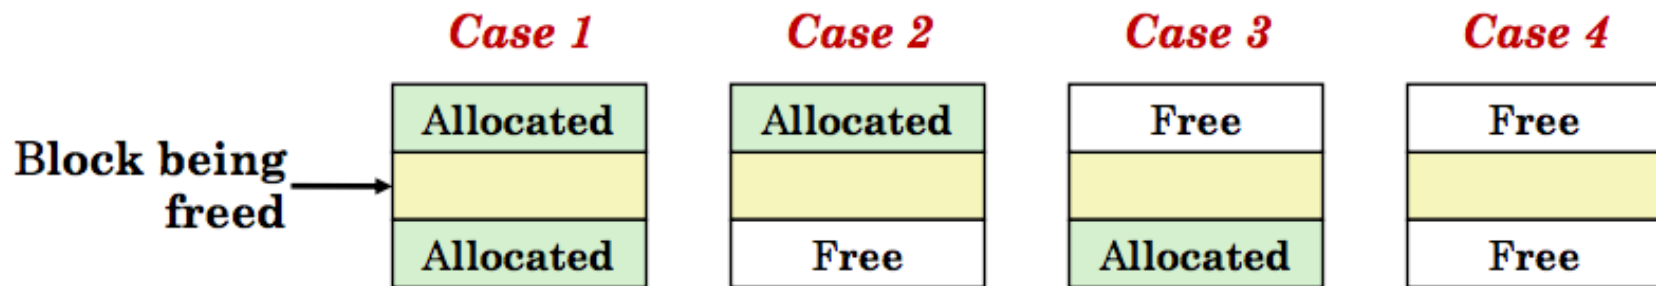 Case 1 Case 2 Case 3 Case 4
Allocated Allocated Free Free
Block being
freed
Allocated Free Allocated Free